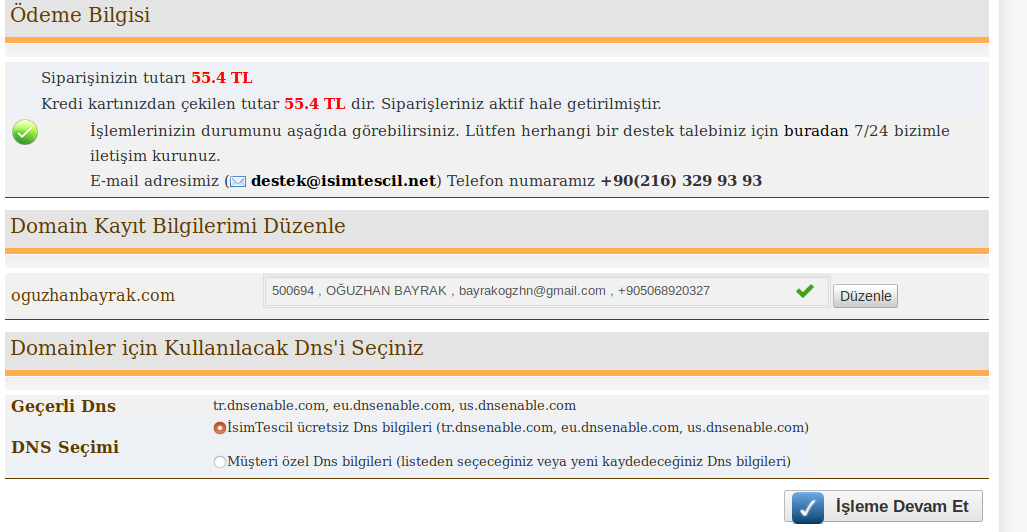 Ödeme Bilgisi
Siparişinizin tutarı 55.4 TL
Kredi kartınızdan çekilen tutar 55.4 TL dir. Siparişleriniz aktif hale getirilmiştir.
İşlemlerinizin durumunu aşağıda görebilirsiniz. Lütfen herhangi bir destek talebiniz için buradan 7/24 bizimle
iletişim kurunuz.
E-mail adresimiz (destek@isimtescil.net) Telefon numaramız +90(216) 329 93 93
Domain Kayıt Bilgilerimi Düzenle
oguzhanbayrak.com 500694 , OĞUZHAN BAYRAK , bayrakogzhn@gmail.com , +905068920327 Düzenle
Domainler için Kullanılacak Dns'i Seçiniz
Geçerli Dns tr.dnsenable.com, eu.dnsenable.com, us.dnsenable.com
İsimTescil ücretsiz Dns bilgileri (tr.dnsenable.com, eu.dnsenable.com, us.dnsenable.com)
DNS Seçimi
Müşteri özel Dns bilgileri (listeden seçeceğiniz veya yeni kaydedeceğiniz Dns bilgileri)
İşleme Devam Et